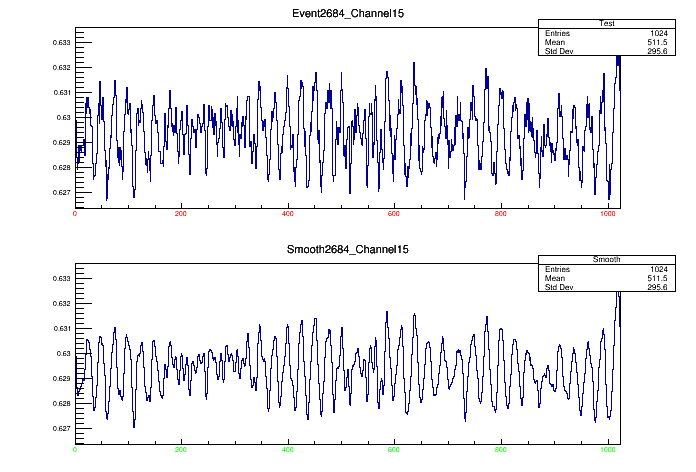 Event2684_Channel15
Test
Entries 1024
Mean 511.5
Std Dev 295.6
0.633
0.632
0.631
0.63
0.629
0.628
0.627
0 200 400 600 800 1000
Smooth2684_Channel15
Smooth
Entries 1024
Mean 511.5
Std Dev 295.6
0.633
0.632
0.631
0.63
0.629
0.628
0.627
0 200 400 600 800 1000